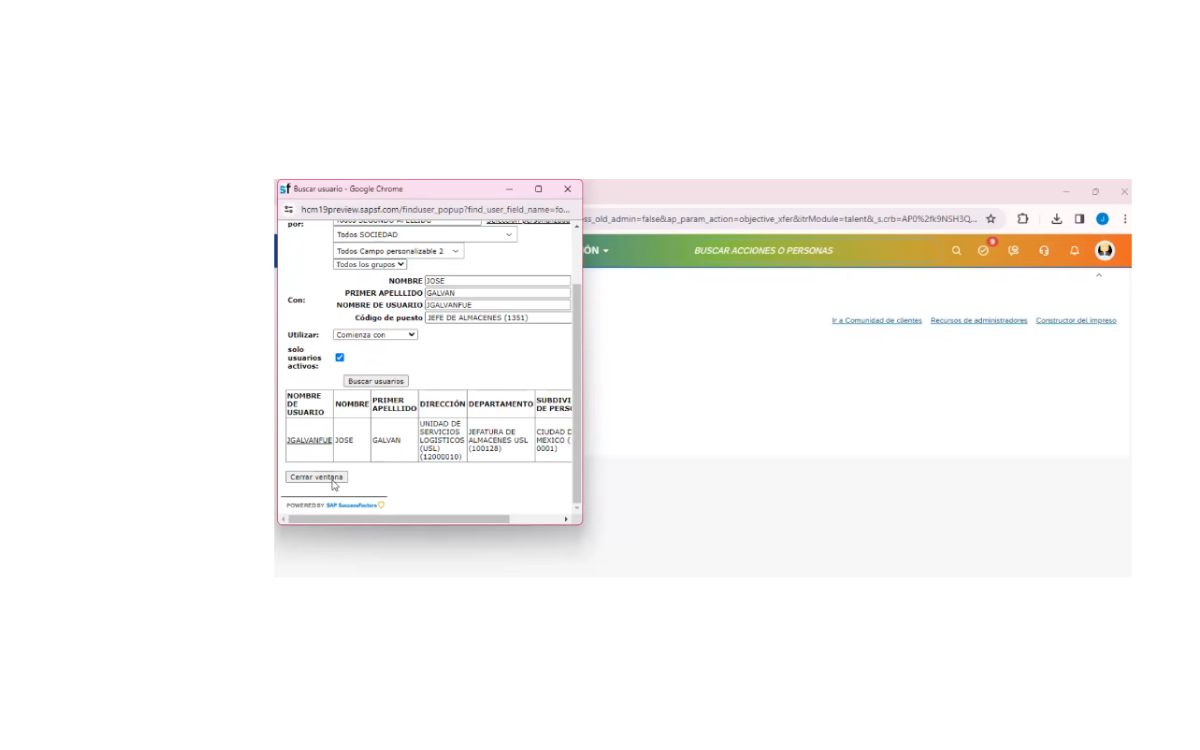 Buscar usuario - Google Chrome
hcm19preview.sapsf.com/finduser_popup?find_user_field_name=fo...
por:
Todos SOCIEDAD
Todos Campo personalizable 2
Todos los grupos
Con:
NOMBRE JOSE
PRIMER APELLLIDO GALVAN
NOMBRE DE USUARIO JGALVANFUE
Código de puesto JEFE DE ALMACENES (1351)
Utilizar: Comienza con
solo
usuarios
activos:
Buscar usuarios
NOMBRE
DE
USUARIO
NOMBRE
PRIMER
APELLLIDO
DIRECCIÓN
DEPARTAMENTO
SUBDIVI
DE PERSO
JGALVANFUE
JOSE
GALVAN
UNIDAD DE
SERVICIOS
LOGISTICOS
(USL)
(12000010)
JEFATURA DE
ALMACENES USL
(100128)
CIUDAD D
MEXICO (
0001)
Cerrar ventana
POWERED BY SAP SuccessFactors
ss_old_admin=false&ap_param_action=objective_xfer&itrModule=talent&_s.crb=AP0%2fk9NSH3Q...
ÓN
BUSCAR ACCIONES O PERSONAS
9
Ir a Comunidad de clientes Recursos de administradores Constructor del impreso